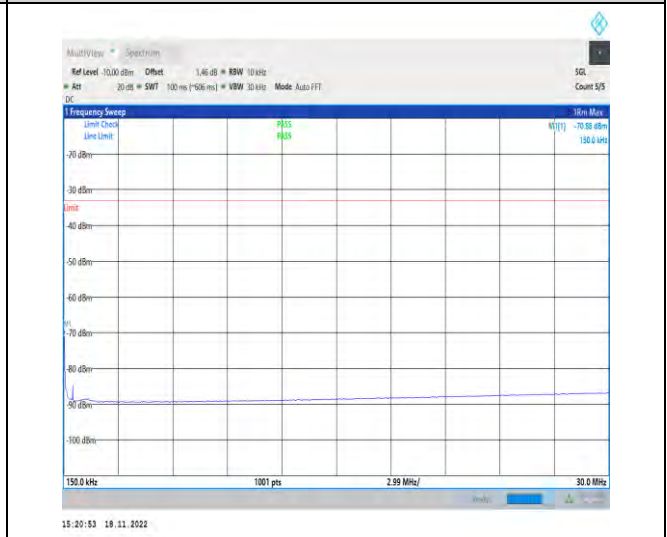 MultiView Spectrum
Ref Level -10.00 dBm Offset 1.46 dB RBW 10 kHz SGL
Att 20 dB SWT 100 ms (~606 ms) VBW 30 kHz Mode Auto FFT Count 5/5
DC
1 Frequency Sweep 1Rm Max
Limit Check PASS M1[1] -70.58 dBm
Line Limit PASS 150.0 kHz
-20 dBm
-30 dBm
Limit
-40 dBm
-50 dBm
-60 dBm
M1
-70 dBm
-80 dBm
-90 dBm
-100 dBm
150.0 kHz 1001 pts 2.99 MHz/ 30.0 MHz
15:20:53 18.11.2022